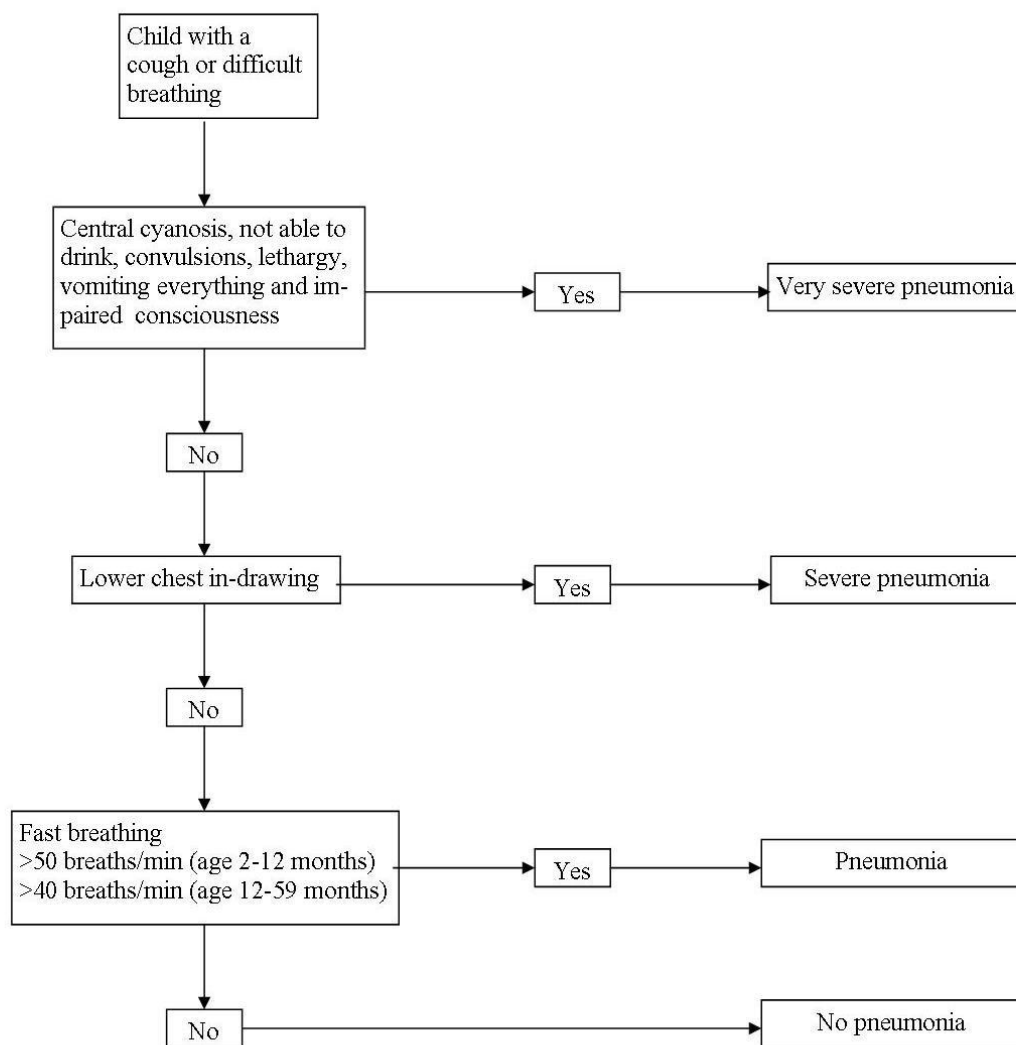 Child with a
cough or difficult
breathing
Central cyanosis, not able to
drink, convulsions, lethargy,
vomiting everything and im-
paired consciousness
Yes
Very severe pneumonia
No
Lower chest in-drawing
Yes
Severe pneumonia
No
Fast breathing
>50 breaths/min (age 2-12 months)
>40 breaths/min (age 12-59 months)
Yes
Pneumonia
No
No pneumonia